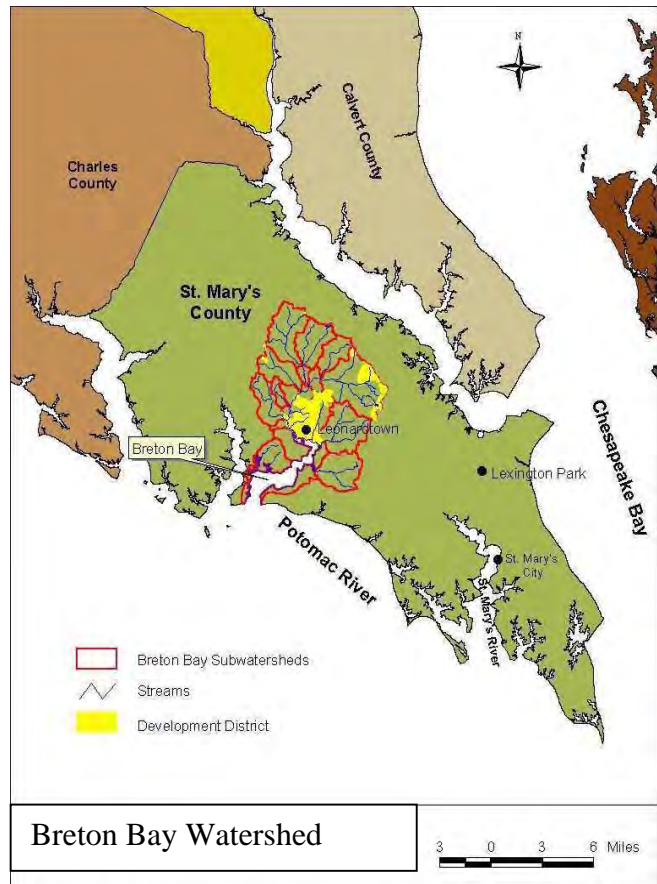 N
Calvert County
Charles
County
St. Mary's
County
Leonardtown
Breton Bay
Lexington Park
Chesapeake Bay
Potomac River
St. Mary's
City
St. Mary's River
Breton Bay Subwatersheds
Streams
Development District
Breton Bay Watershed
3 0 3 6 Miles